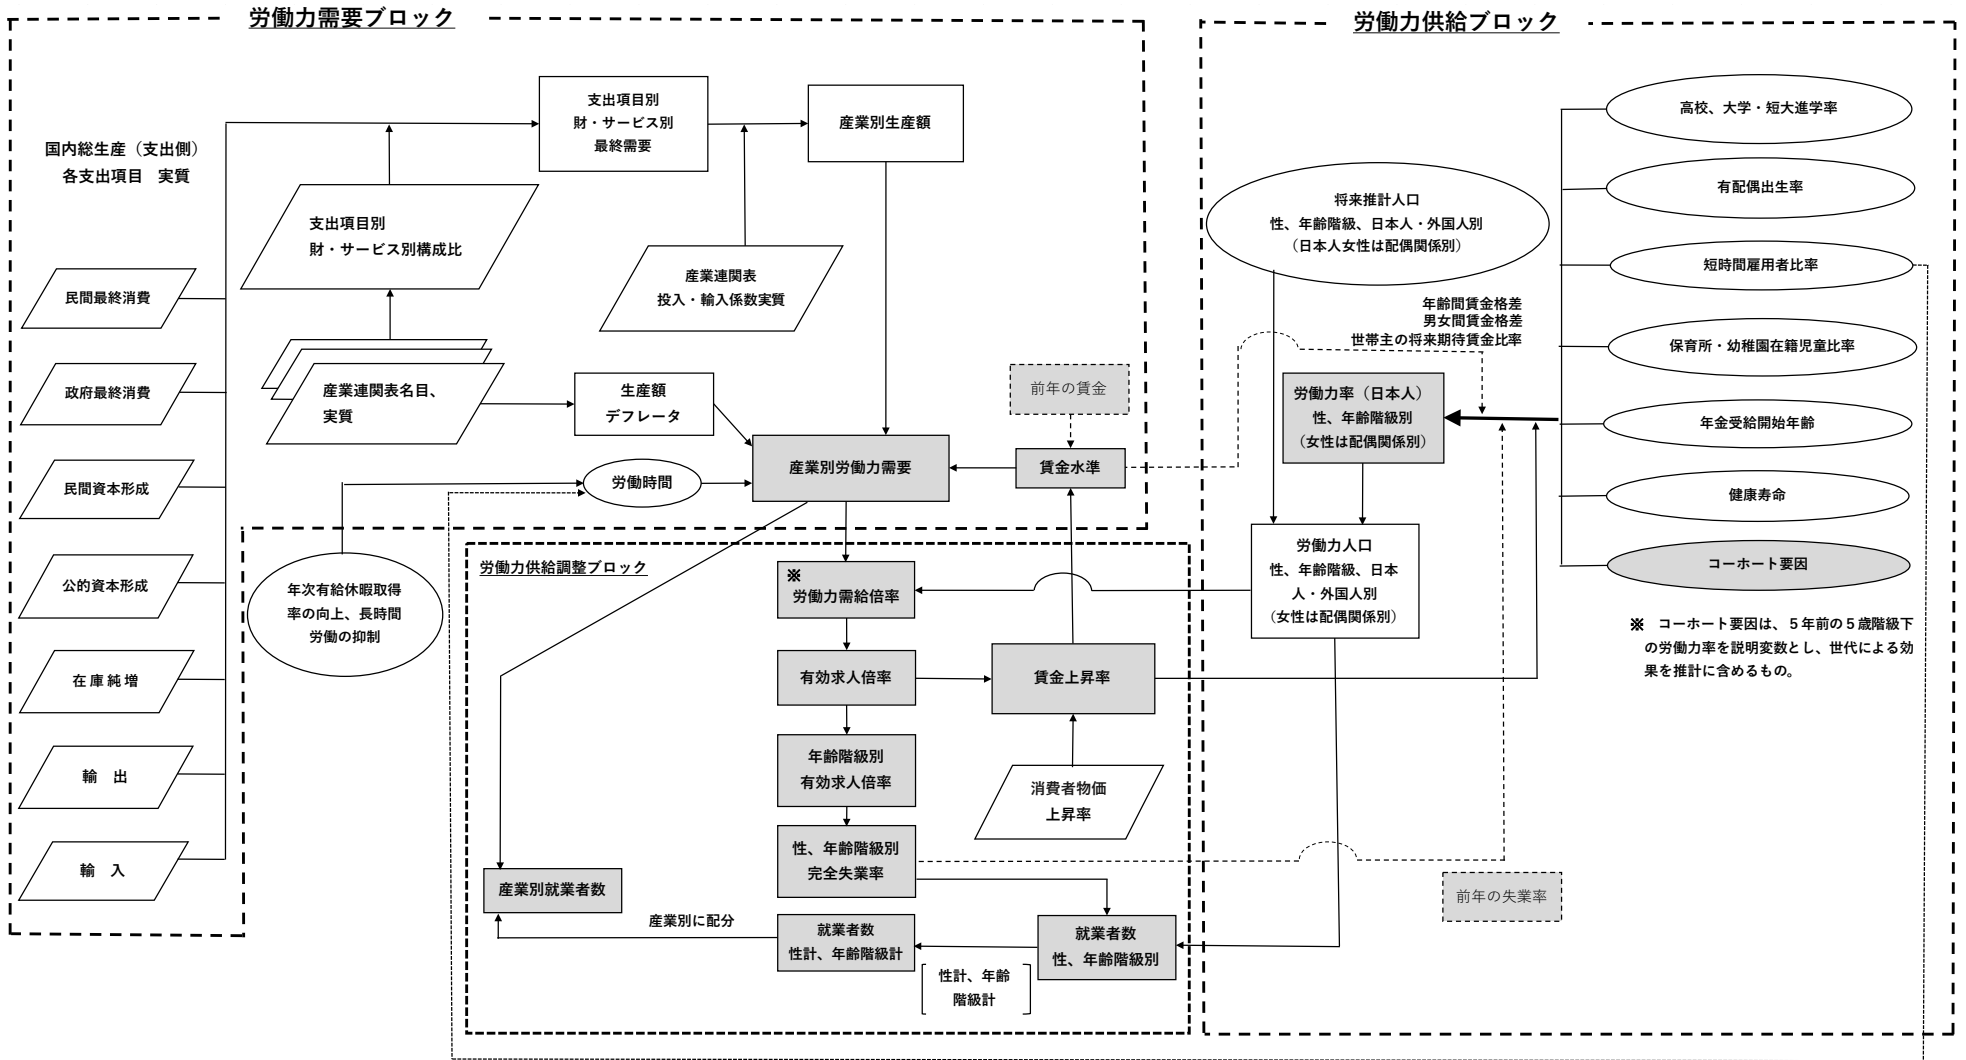 労働力需要ブロック
国内総生産（支出側）
各支出項目　実質
支出項目別
財・サービス別
最終需要
産業別生産額
支出項目別
財・サービス別構成比
産業連関表
投入・輸入係数実質
民間最終消費
政府最終消費
民間資本形成
公的資本形成
在庫純増
輸　出
輸　入
産業連関表名目、
実質
生産額
デフレータ
前年の賃金
産業別労働力需要
賃金水準
労働時間
年次有給休暇取得
率の向上、長時間
労働の抑制
労働力供給調整ブロック
※
労働力需給倍率
有効求人倍率
賃金上昇率
年齢階級別
有効求人倍率
消費者物価
上昇率
性、年齢階級別
完全失業率
産業別就業者数
産業別に配分
就業者数
性計、年齢階級計
性計、年齢
階級計
就業者数
性、年齢階級別
労働力供給ブロック
高校、大学・短大進学率
有配偶出生率
短時間雇用者比率
保育所・幼稚園在籍児童比率
年金受給開始年齢
健康寿命
コーホート要因
将来推計人口
性、年齢階級、日本人・外国人別
（日本人女性は配偶関係別）
年齢間賃金格差
男女間賃金格差
世帯主の将来期待賃金比率
労働力率（日本人）
性、年齢階級別
（女性は配偶関係別）
労働力人口
性、年齢階級、日本
人・外国人別
（女性は配偶関係別）
※　コーホート要因は、５年前の５歳階級下
の労働力率を説明変数とし、世代による効
果を推計に含めるもの。
前年の失業率